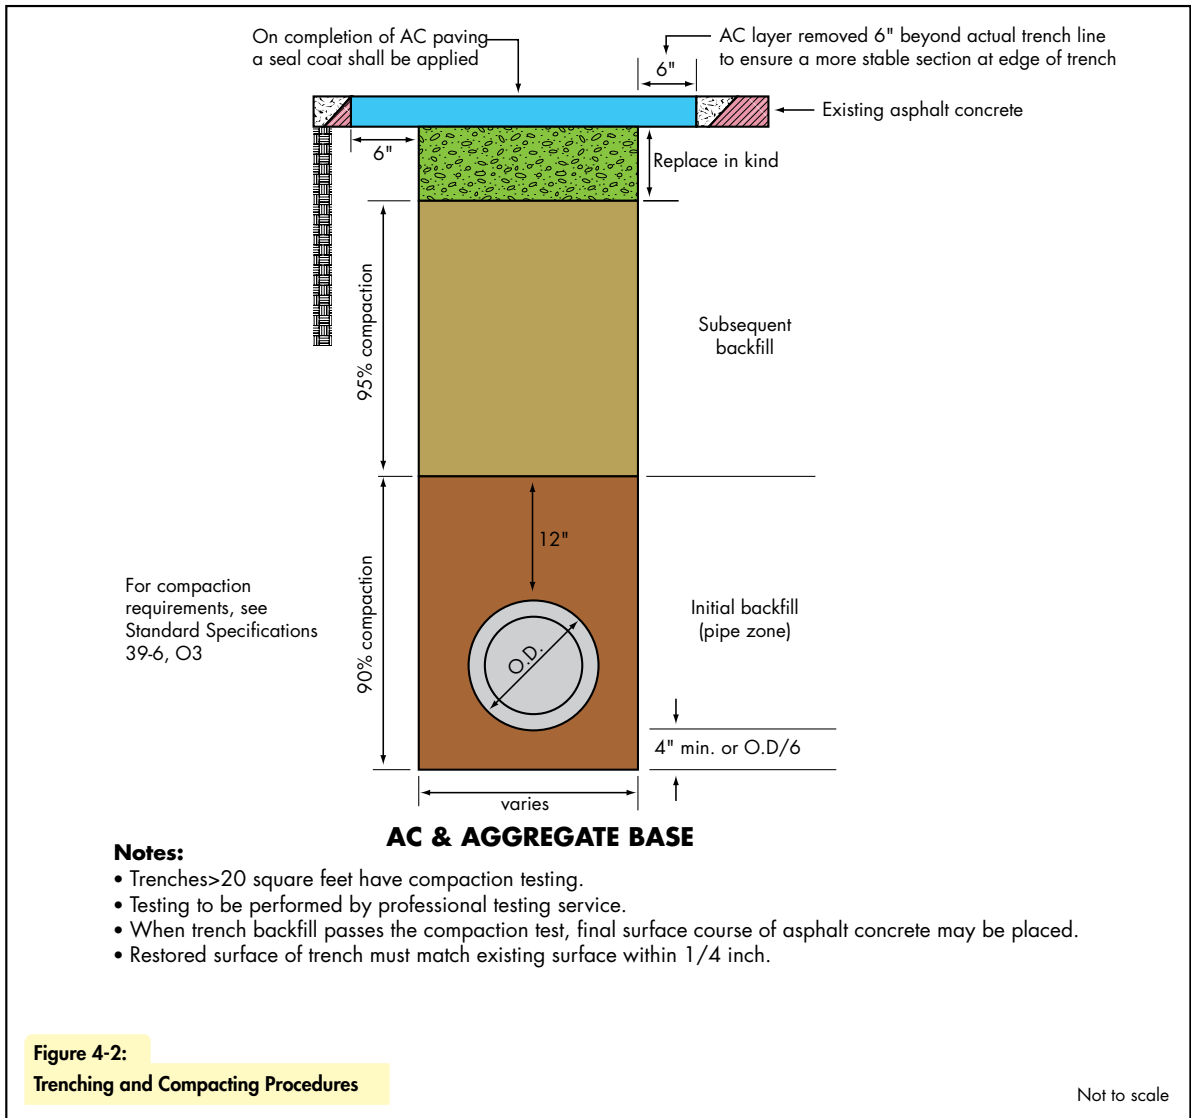 On completion of AC paving
a seal coat shall be applied
AC layer removed 6" beyond actual trench line
to ensure a more stable section at edge of trench
6"
Existing asphalt concrete
6"
Replace in kind
95% compaction
Subsequent
backfill
12"
For compaction
requirements, see
Standard Specifications
39-6, O3
90% compaction
O.D.
Initial backfill
(pipe zone)
4" min. or O.D/6
varies
AC & AGGREGATE BASE
Notes:
• Trenches>20 square feet have compaction testing.
• Testing to be performed by professional testing service.
• When trench backfill passes the compaction test, final surface course of asphalt concrete may be placed.
• Restored surface of trench must match existing surface within 1/4 inch.
Figure 4-2:
Trenching and Compacting Procedures
Not to scale